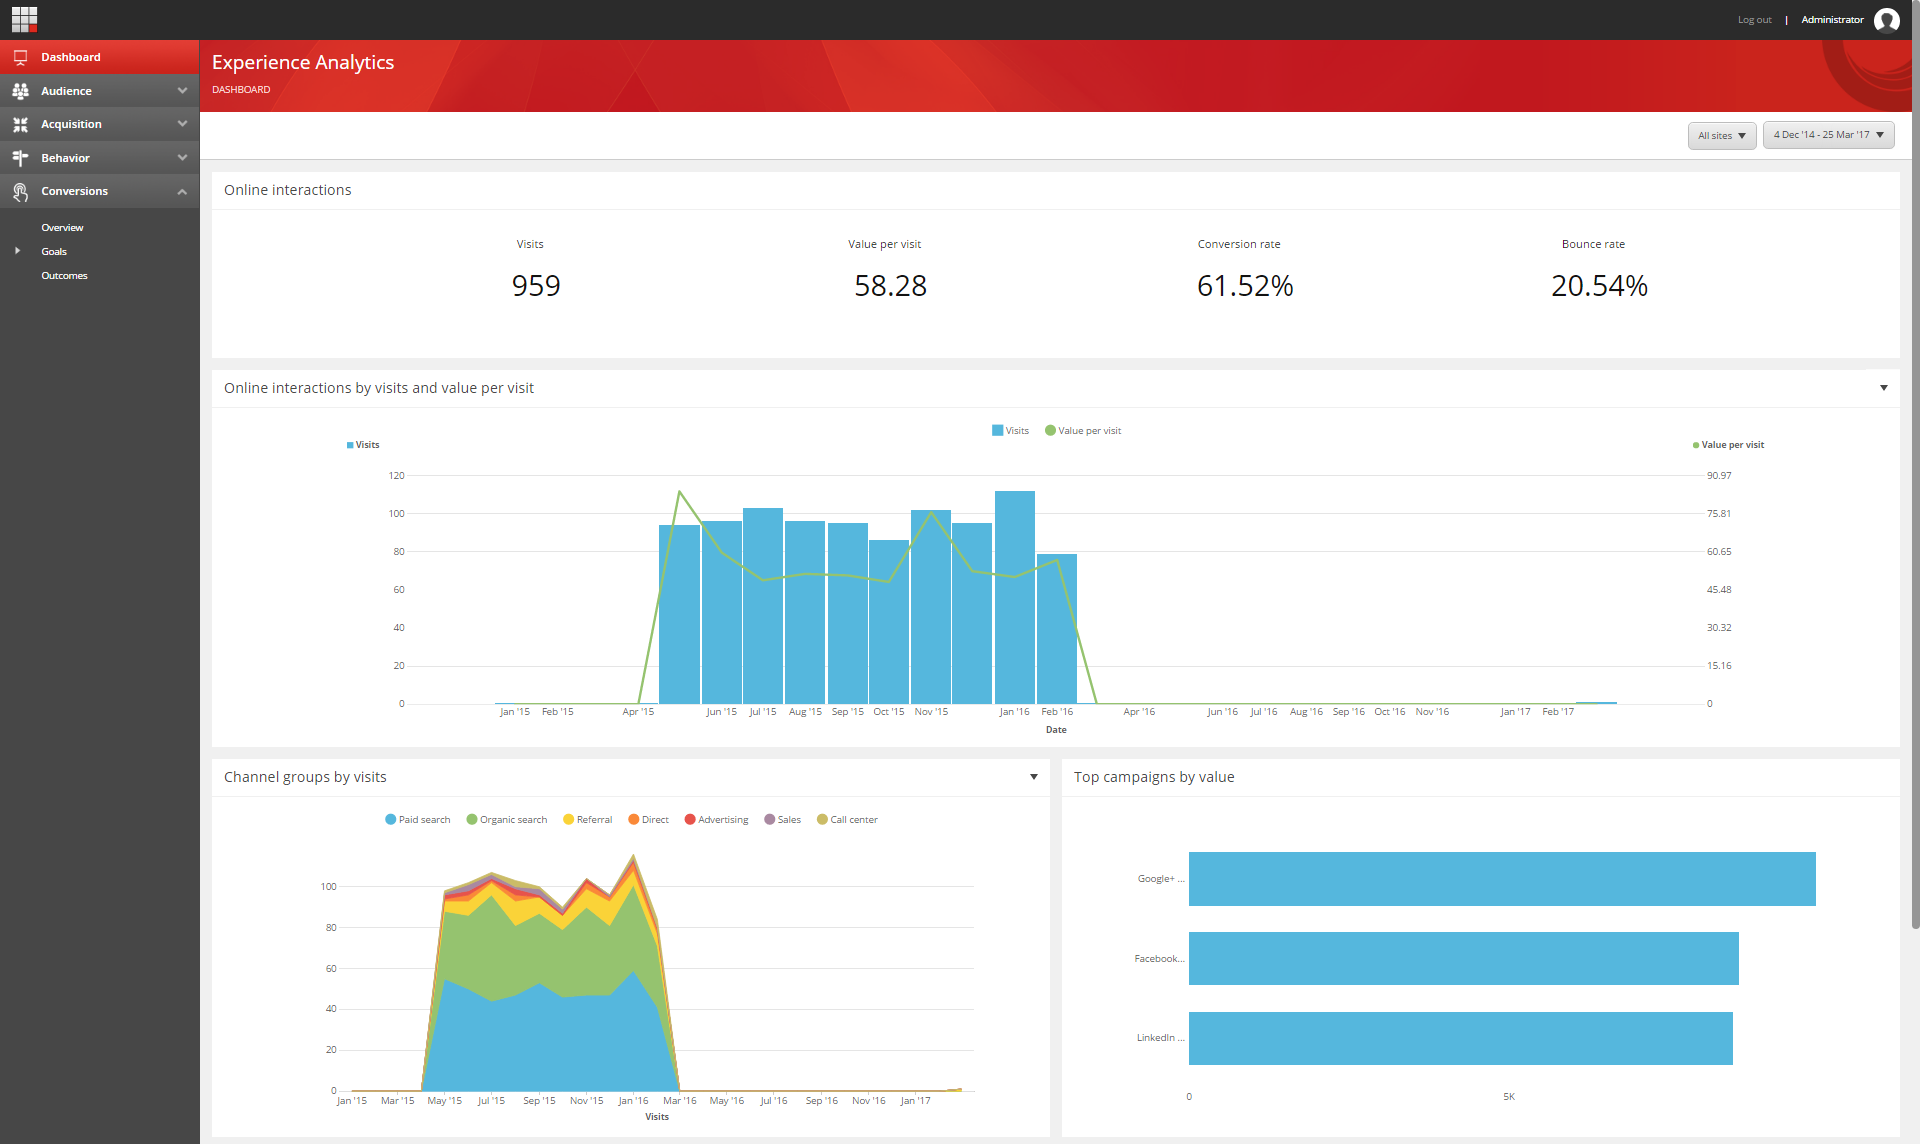 Log out | Administrator
Dashboard
Audience
Acquisition
Behavior
Conversions
Overview
Goals
Outcomes
Experience Analytics
DASHBOARD
All sites
4 Dec '14 - 25 Mar '17
Online interactions
Visits Value per visit Conversion rate Bounce rate
959 58.28 61.52% 20.54%
Online interactions by visits and value per visit
Visits Value per visit
Visits Value per visit
120 90.97
100 75.81
80 60.65
60 45.48
40 30.32
20 15.16
0 0
Jan '15 Feb '15 Apr '15 Jun '15 Jul '15 Aug '15 Sep '15 Oct '15 Nov '15 Jan '16 Feb '16 Apr '16 Jun '16 Jul '16 Aug '16 Sep '16 Oct '16 Nov '16 Jan '17 Feb '17
Date
Channel groups by visits
Paid search Organic search Referral Direct Advertising Sales Call center
100
80
60
40
20
0
Jan '15 Mar '15 May '15 Jul '15 Sep '15 Nov '15 Jan '16 Mar '16 May '16 Jul '16 Sep '16 Nov '16 Jan '17
Visits
Top campaigns by value
Google+ ...
Facebook...
LinkedIn ...
0 5K